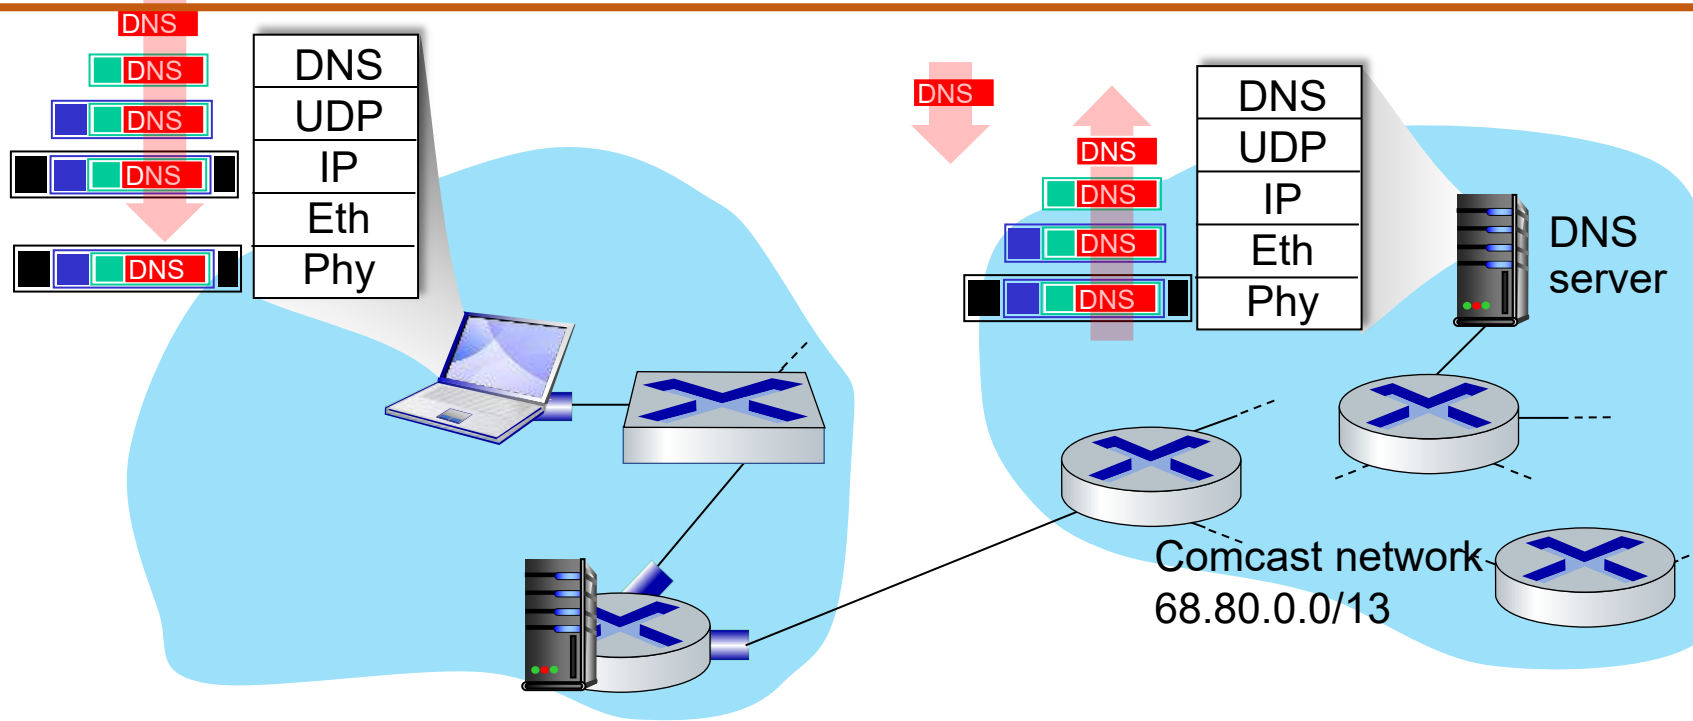 DNS
DNS
DNS
DNS
DNS
DNS
UDP
IP
Eth
Phy
DNS
DNS
DNS
DNS
DNS
DNS
UDP
IP
Eth
Phy
DNS
server
Comcast network
68.80.0.0/13